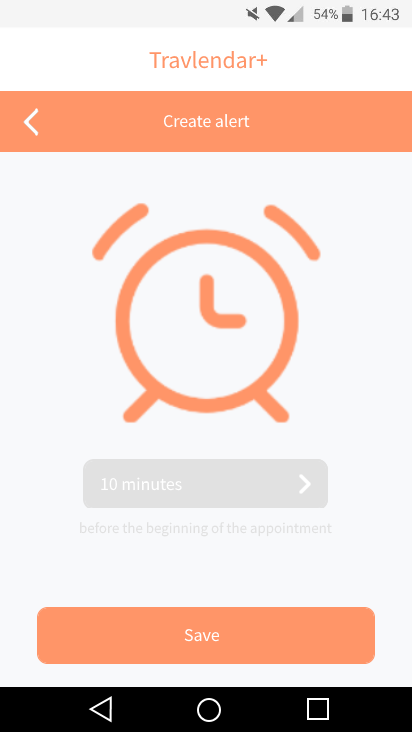 54% 16:43
Travlendar+
Create alert
10 minutes
before the beginning of the appointment
Save